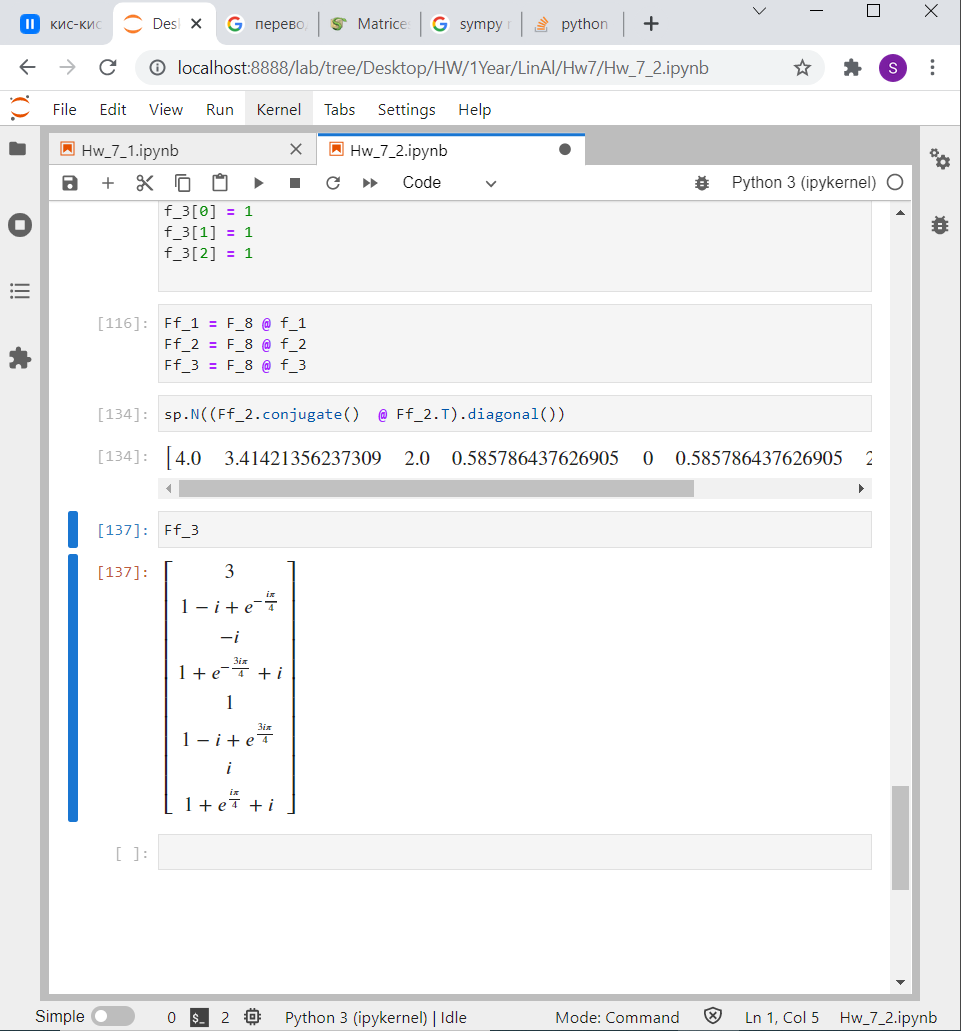 кис-кис
Des
перево
Matrice
sympy
python
localhost:8888/lab/tree/Desktop/HW/1Year/LinAl/Hw7/Hw_7_2.ipynb
S
File Edit View Run Kernel Tabs Settings Help
Hw_7_1.ipynb
Hw_7_2.ipynb
Code
Python 3 (ipykernel)
f_3[0] = 1
f_3[1] = 1
f_3[2] = 1
[116]: Ff_1 = F_8 @ f_1
Ff_2 = F_8 @ f_2
Ff_3 = F_8 @ f_3
[134]: sp.N((Ff_2.conjugate() @ Ff_2.T).diagonal())
[134]: [4.0 3.41421356237309 2.0 0.585786437626905 0 0.585786437626905 2
[137]: Ff_3
[137]: 3
1 − i + e^{−iπ/4}
−i
1 + e^{−3iπ/4} + i
1
1 − i + e^{3iπ/4}
i
1 + e^{iπ/4} + i
[ ]:
Simple 0 $_ 2 Python 3 (ipykernel) | Idle Mode: Command Ln 1, Col 5 Hw_7_2.ipynb